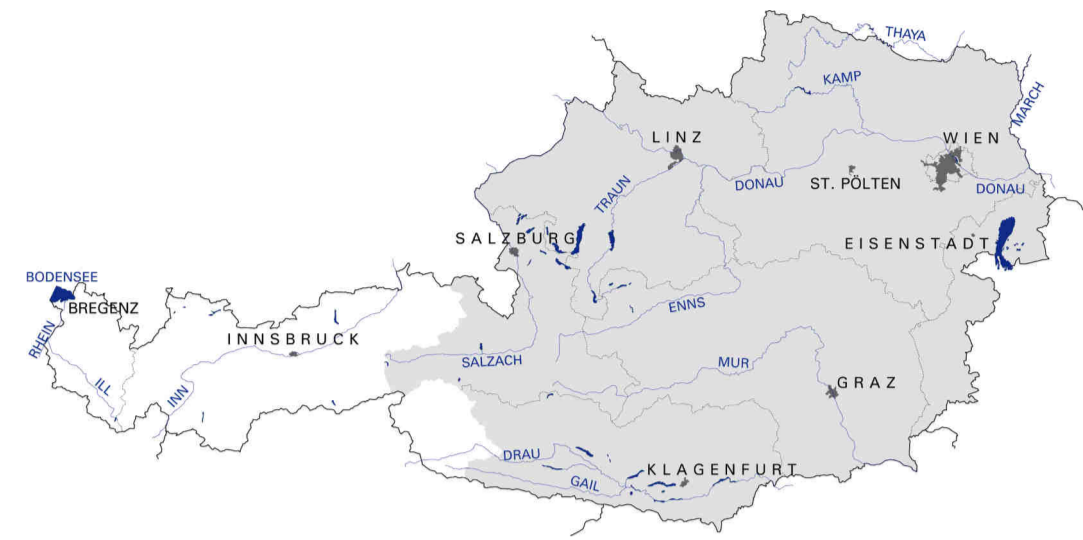 THAYA
KAMP
MARCH
LINZ
WIEN
DONAU
ST. PÖLTEN
DONAU
TRAUN
SALZBURG
EISENSTADT
BODENSEE
BREGENZ
ENNS
RHEIN
INNSBRUCK
SALZACH
MUR
ILL
INN
GRAZ
DRAU
KLAGENFURT
GAIL